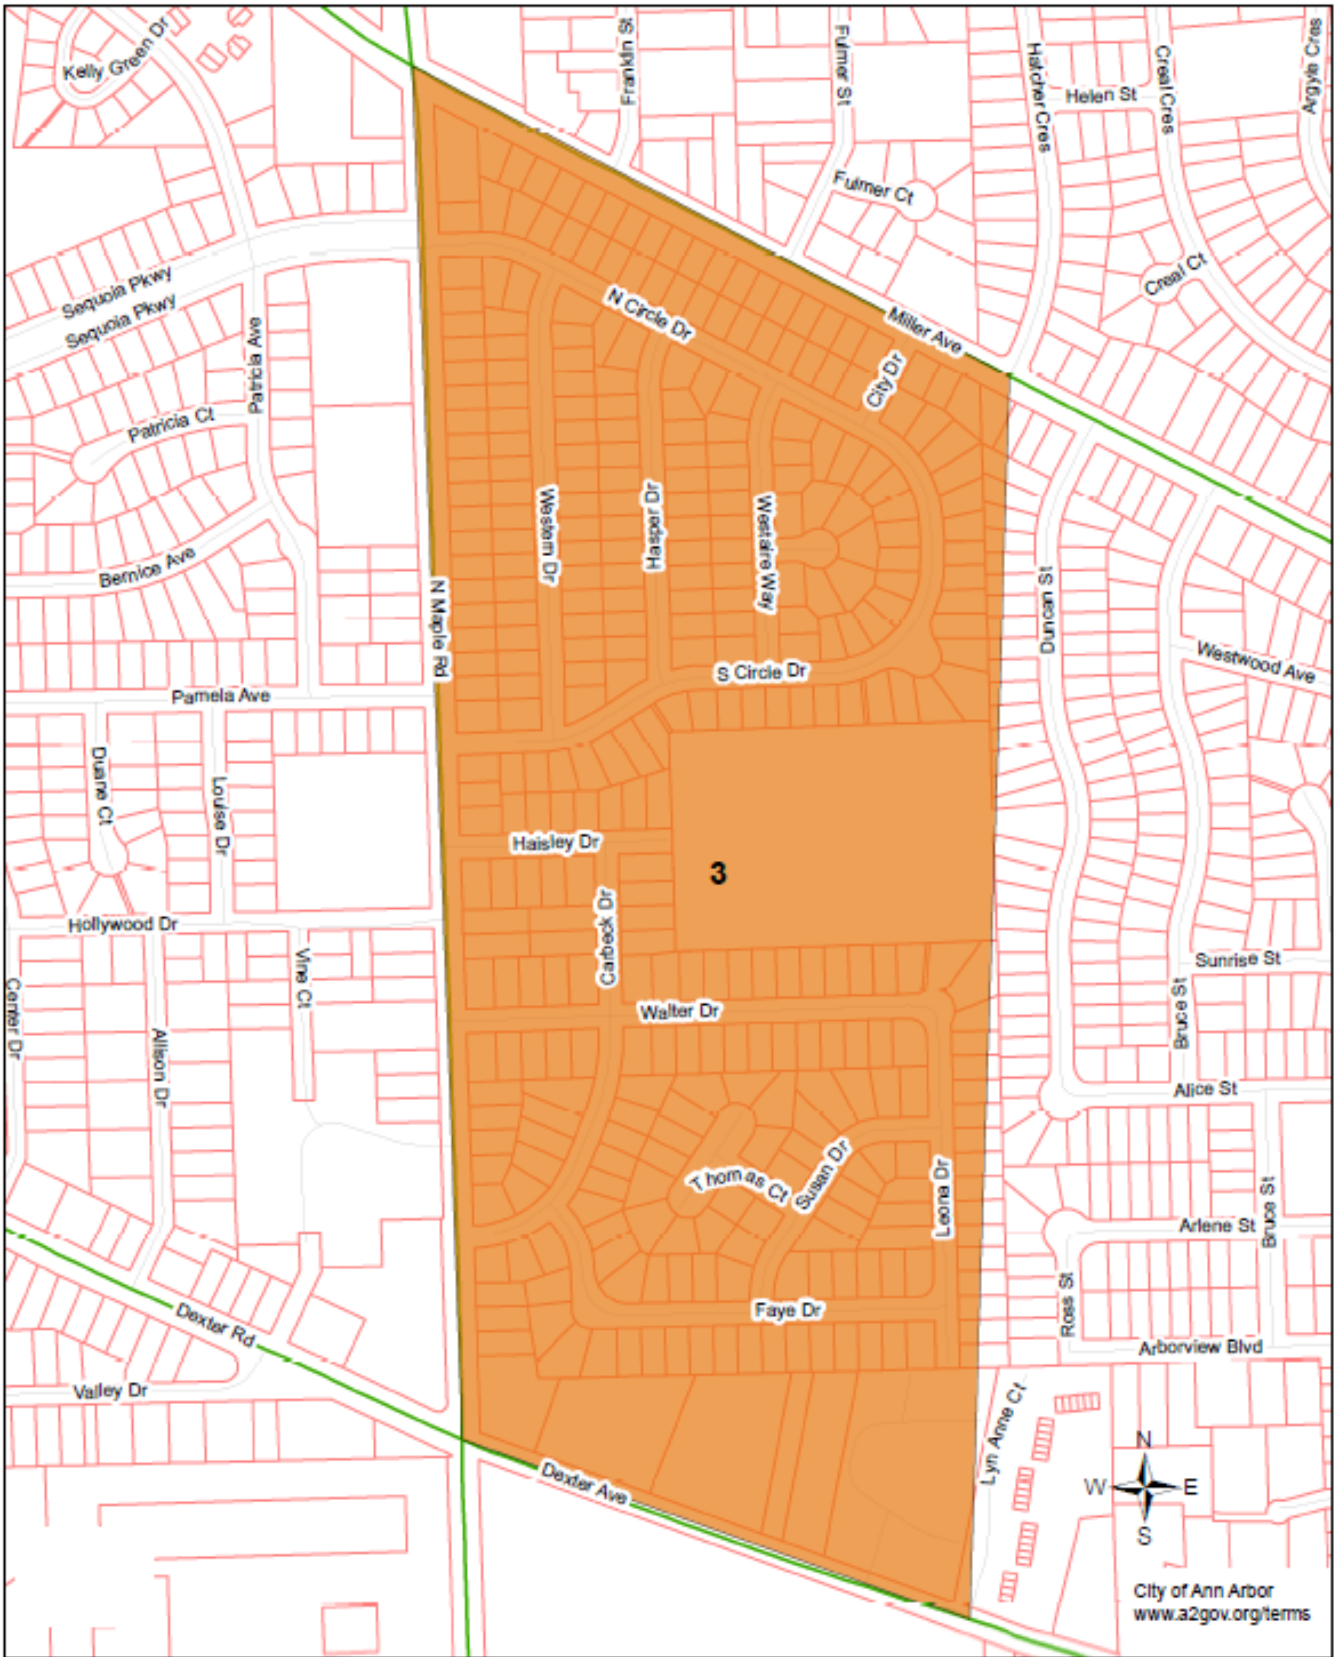 Kelly Green Dr
Franklin St
Fulmer St
Hatcher Cres
Helen St
Creal Cres
Argyle Cres
Fulmer Ct
Creal Ct
Sequoia Pkwy
Sequoia Pkwy
Patricia Ave
N Circle Dr
Miller Ave
City Dr
Patricia Ct
Western Dr
Hasper Dr
Westaire Way
Bernice Ave
N Maple Rd
Duncan St
Westwood Ave
S Circle Dr
Pamela Ave
Duane Ct
Louise Dr
Haisley Dr
3
Carbeck Dr
Hollywood Dr
Vine Ct
Center Dr
Allison Dr
Walter Dr
Sunrise St
Bruce St
Alice St
Thomas Ct
Susan Dr
Leona Dr
Bruce St
Arlene St
Ross St
Faye Dr
Dexter Rd
Arborview Blvd
Valley Dr
Lyn Anne Ct
Dexter Ave
N
W E
S
City of Ann Arbor
www.a2gov.org/terms